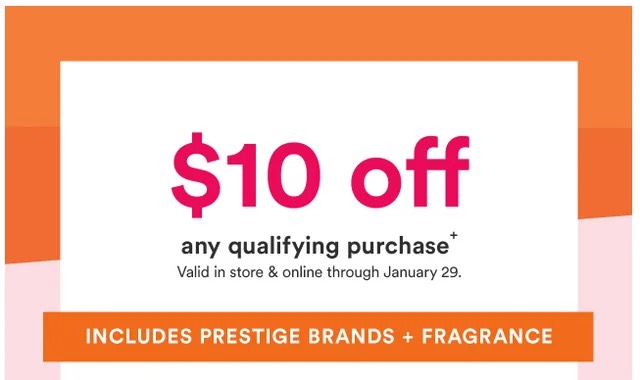 $10 off
any qualifying purchase+
Valid in store & online through January 29.
INCLUDES PRESTIGE BRANDS + FRAGRANCE